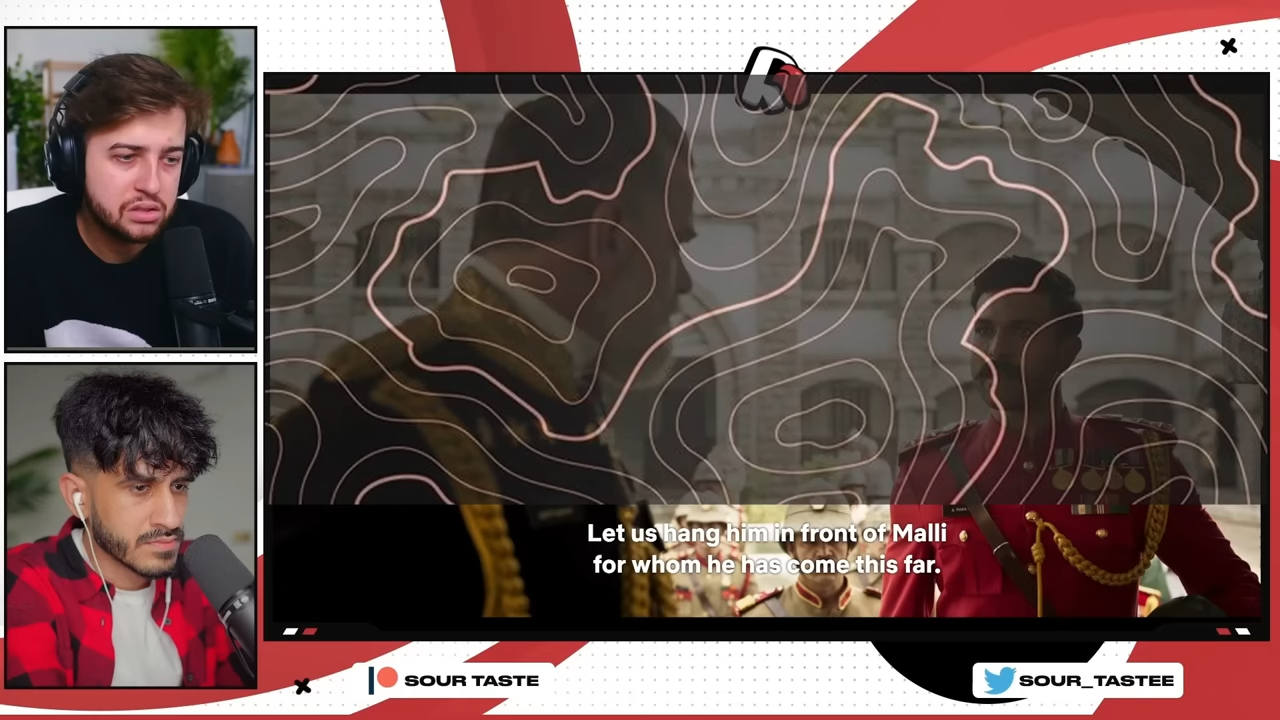 Let us hang him in front of Malli
for whom he has come this far.
SOUR TASTE
SOUR_TASTEE